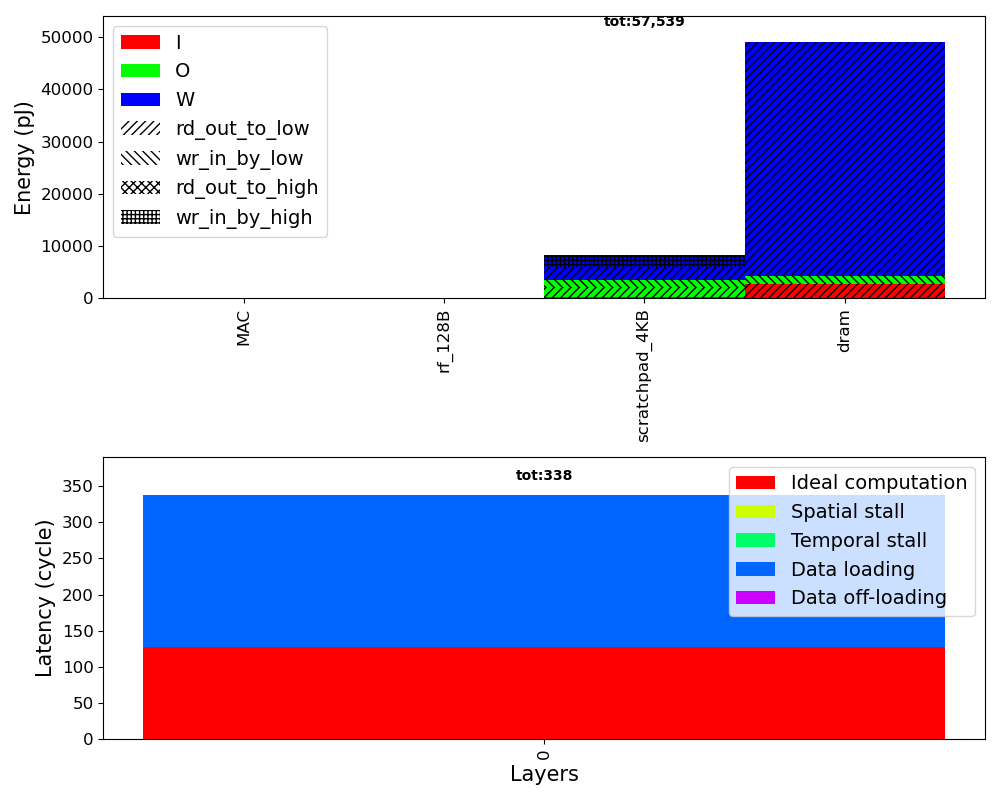 tot:57,539
50000
40000
30000
20000
10000
0
Energy (pJ)
I
O
W
rd_out_to_low
wr_in_by_low
rd_out_to_high
wr_in_by_high
MAC
rf_128B
scratchpad_4KB
dram
tot:338
350
300
250
200
150
100
50
0
Latency (cycle)
Ideal computation
Spatial stall
Temporal stall
Data loading
Data off-loading
0
Layers